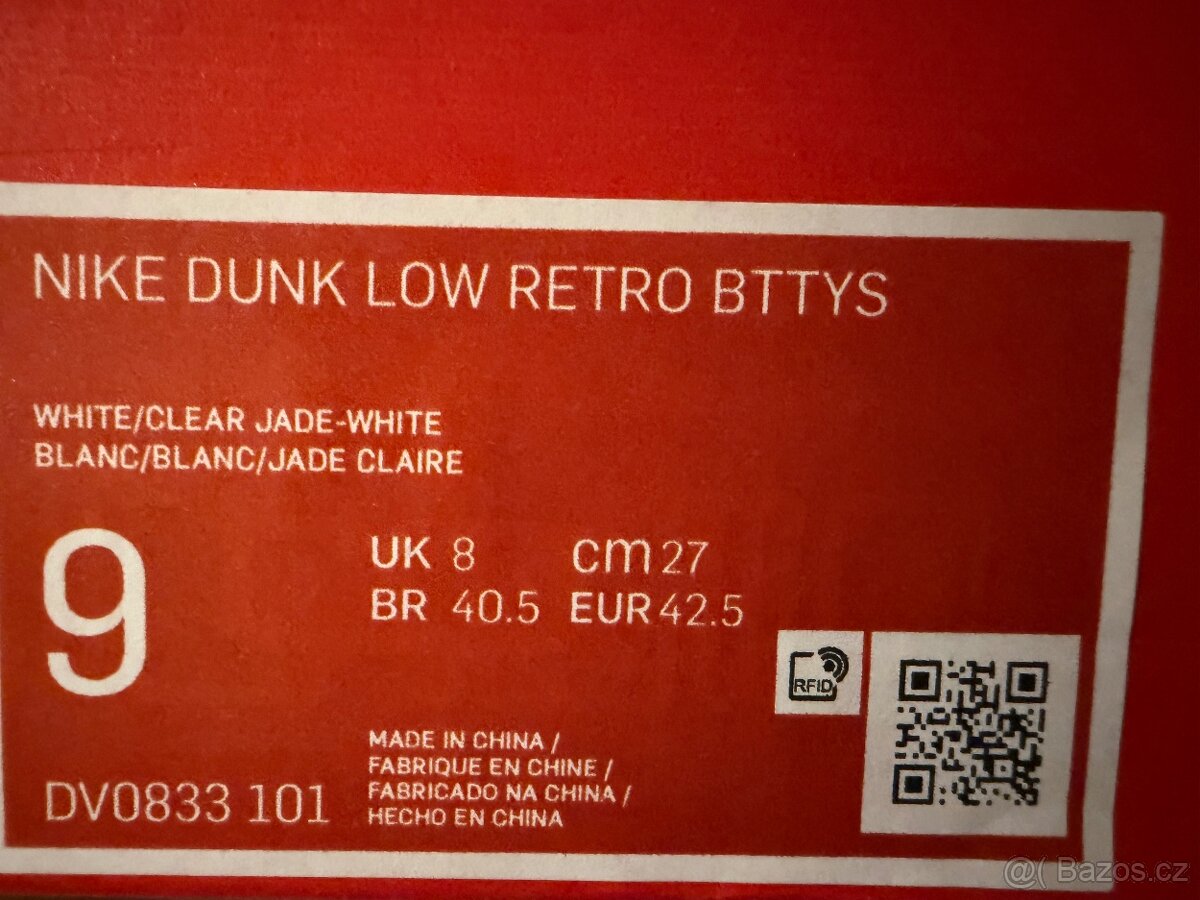 NIKE DUNK LOW RETRO BTTYS
WHITE/CLEAR JADE-WHITE
BLANC/BLANC/JADE CLAIRE
9
UK 8 cm 27
BR 40.5 EUR 42.5
RFID
MADE IN CHINA /
FABRIQUE EN CHINE /
FABRICADO NA CHINA /
HECHO EN CHINA
DV0833 101
@( Bazos.cz